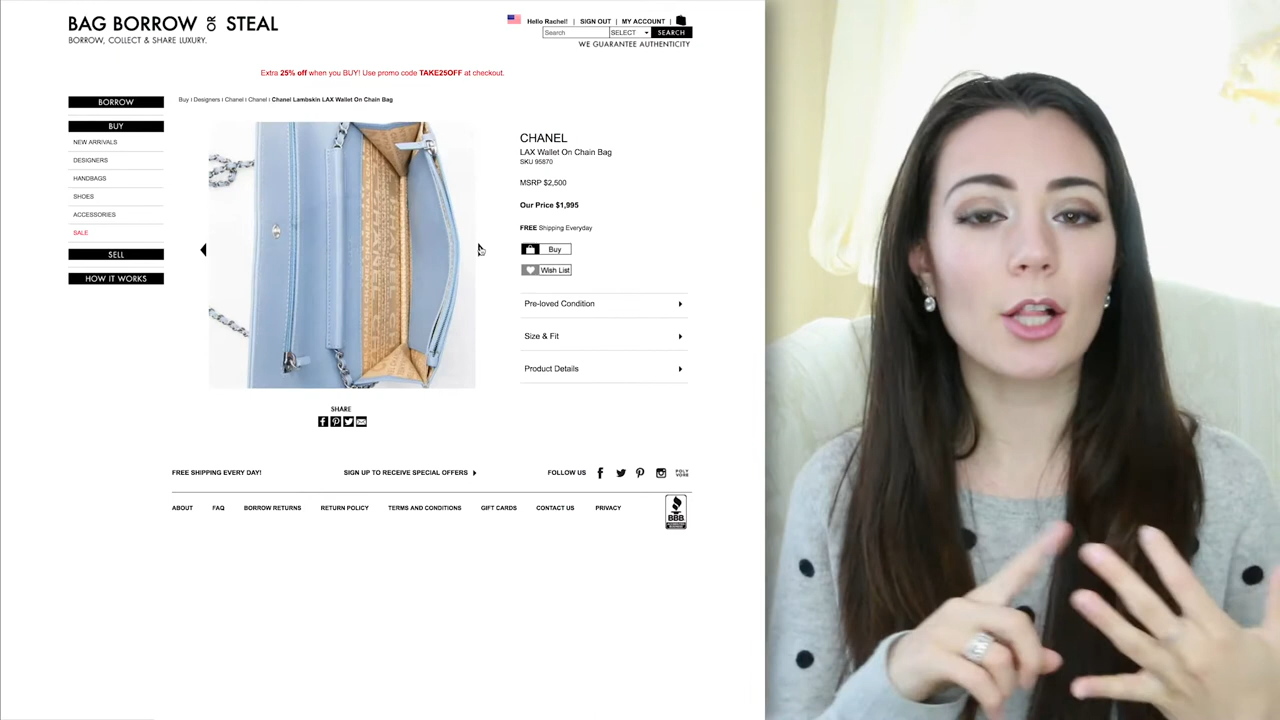 BAG BORROW OR STEAL
BORROW, COLLECT & SHARE LUXURY.
Hello Rachel! | SIGN OUT | MY ACCOUNT |
Search SELECT SEARCH
WE GUARANTEE AUTHENTICITY
Extra 25% off when you BUY! Use promo code TAKE25OFF at checkout.
BORROW
BUY
NEW ARRIVALS
DESIGNERS
HANDBAGS
SHOES
ACCESSORIES
SALE
SELL
HOW IT WORKS
Buy | Designers | Chanel | Chanel | Chanel Lambskin LAX Wallet On Chain Bag
CHANEL
LAX Wallet On Chain Bag
SKU 95870
MSRP $2,500
Our Price $1,995
FREE Shipping Everyday
Buy
Wish List
Pre-loved Condition
Size & Fit
Product Details
SHARE
FREE SHIPPING EVERY DAY!
SIGN UP TO RECEIVE SPECIAL OFFERS
FOLLOW US
POLY
VORE
ABOUT FAQ BORROW RETURNS RETURN POLICY TERMS AND CONDITIONS GIFT CARDS CONTACT US PRIVACY
BBB